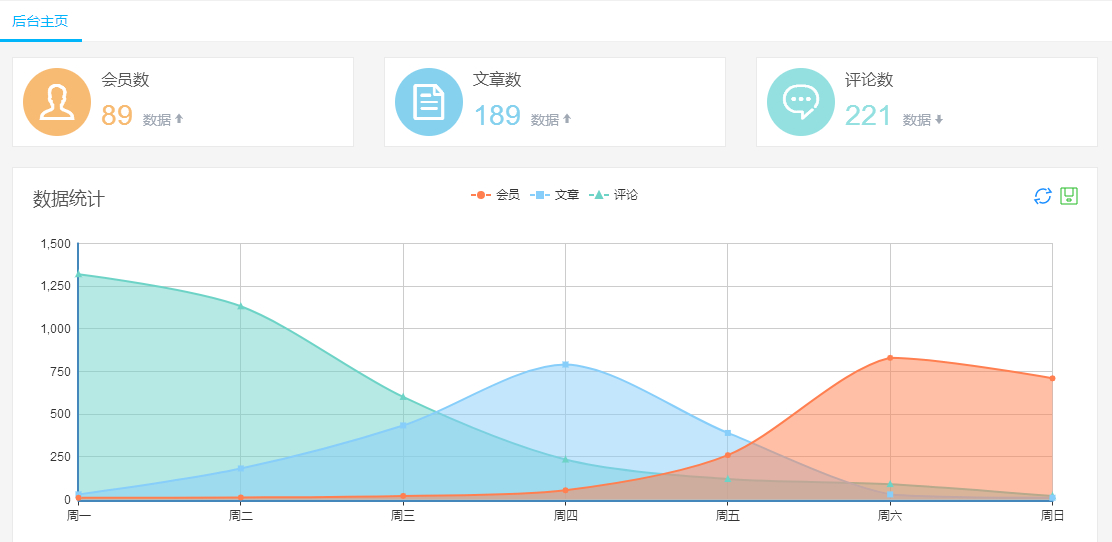 后台主页
会员数
89 数据
文章数
189 数据
评论数
221 数据
数据统计
会员 文章 评论
1,500
1,250
1,000
750
500
250
0
周一 周二 周三 周四 周五 周六 周日